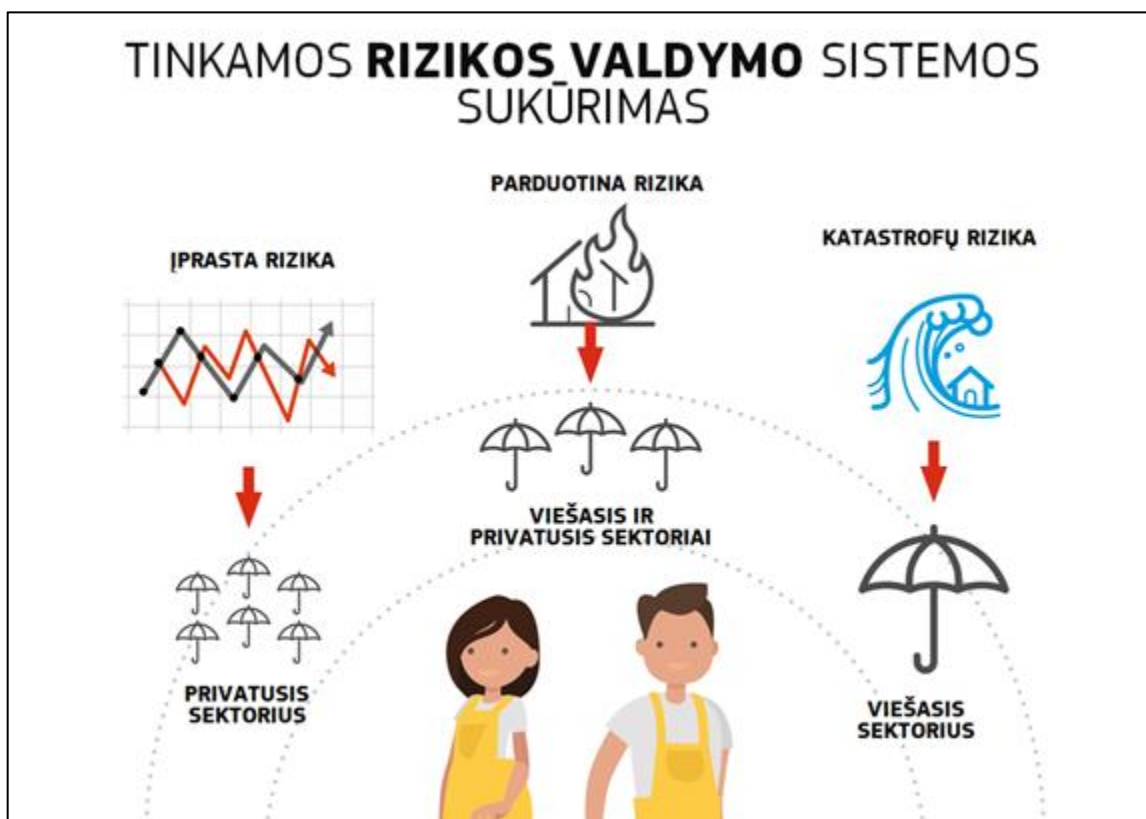 TINKAMOS RIZIKOS VALDYMO SISTEMOS
SUKŪRIMAS
PARDUOTINA RIZIKA
ĮPRASTA RIZIKA
KATASTROFŲ RIZIKA
VIEŠASIS IR
PRIVATUSIS SEKTORIAI
PRIVATUSIS
SEKTORIUS
VIEŠASIS
SEKTORIUS